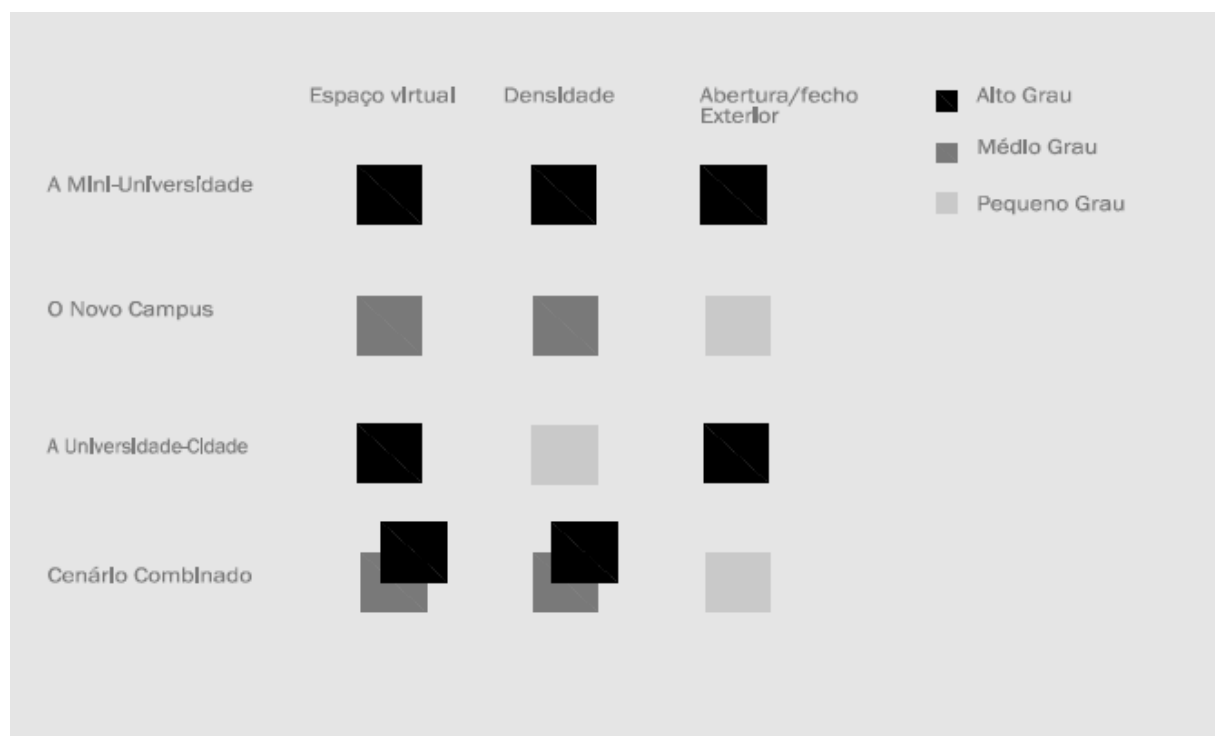 Espaço virtual
Densidade
Abertura/fecho
Exterior
Alto Grau
Médio Grau
Pequeno Grau
A Mini-Universidade
O Novo Campus
A Universidade-Cidade
Cenário Combinado